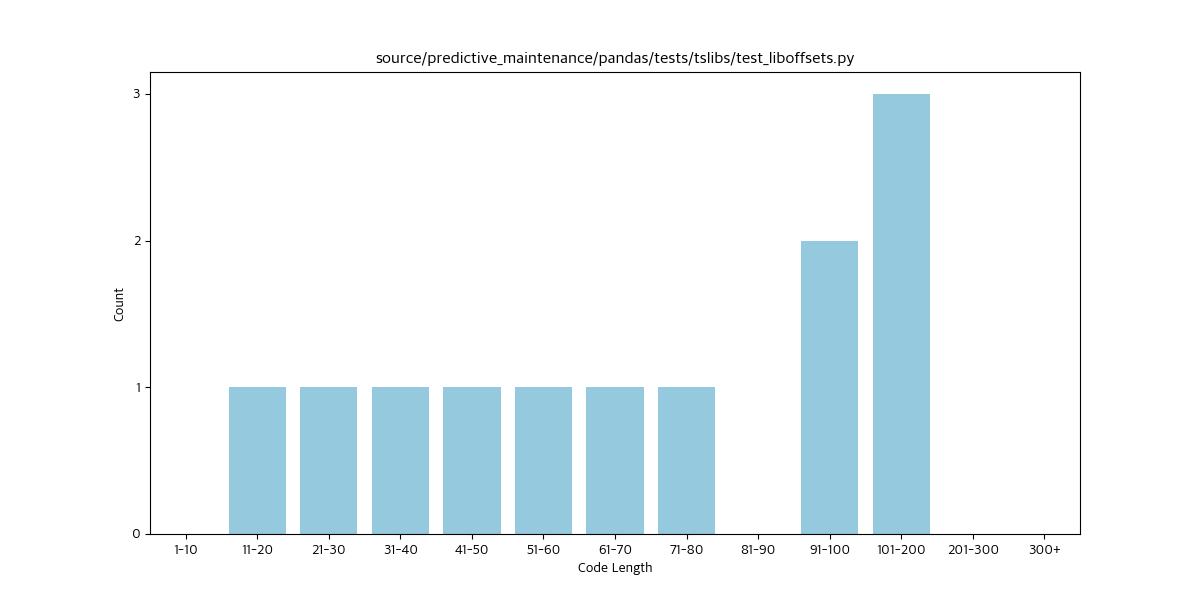 source/predictive_maintenance/pandas/tests/tslibs/test_liboffsets.py
3
2
1
0
Count
1-10 11-20 21-30 31-40 41-50 51-60 61-70 71-80 81-90 91-100 101-200 201-300 300+
Code Length